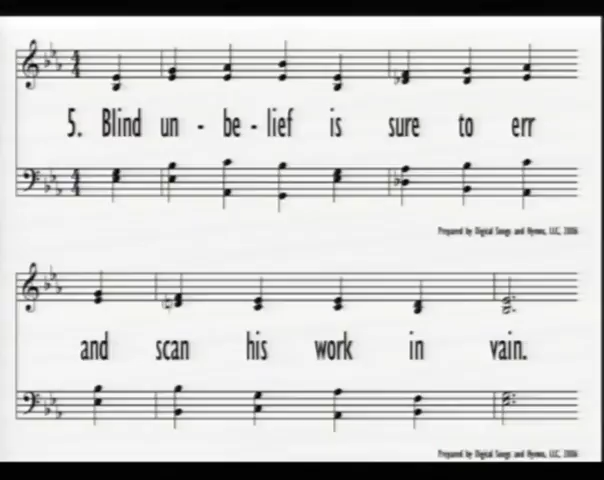 5. Blind un - be - lief is sure to err
Prepared by Digital Songs and Hymns, LLC, 2006
and scan his work in vain.
Prepared by Digital Songs and Hymns, LLC, 2006